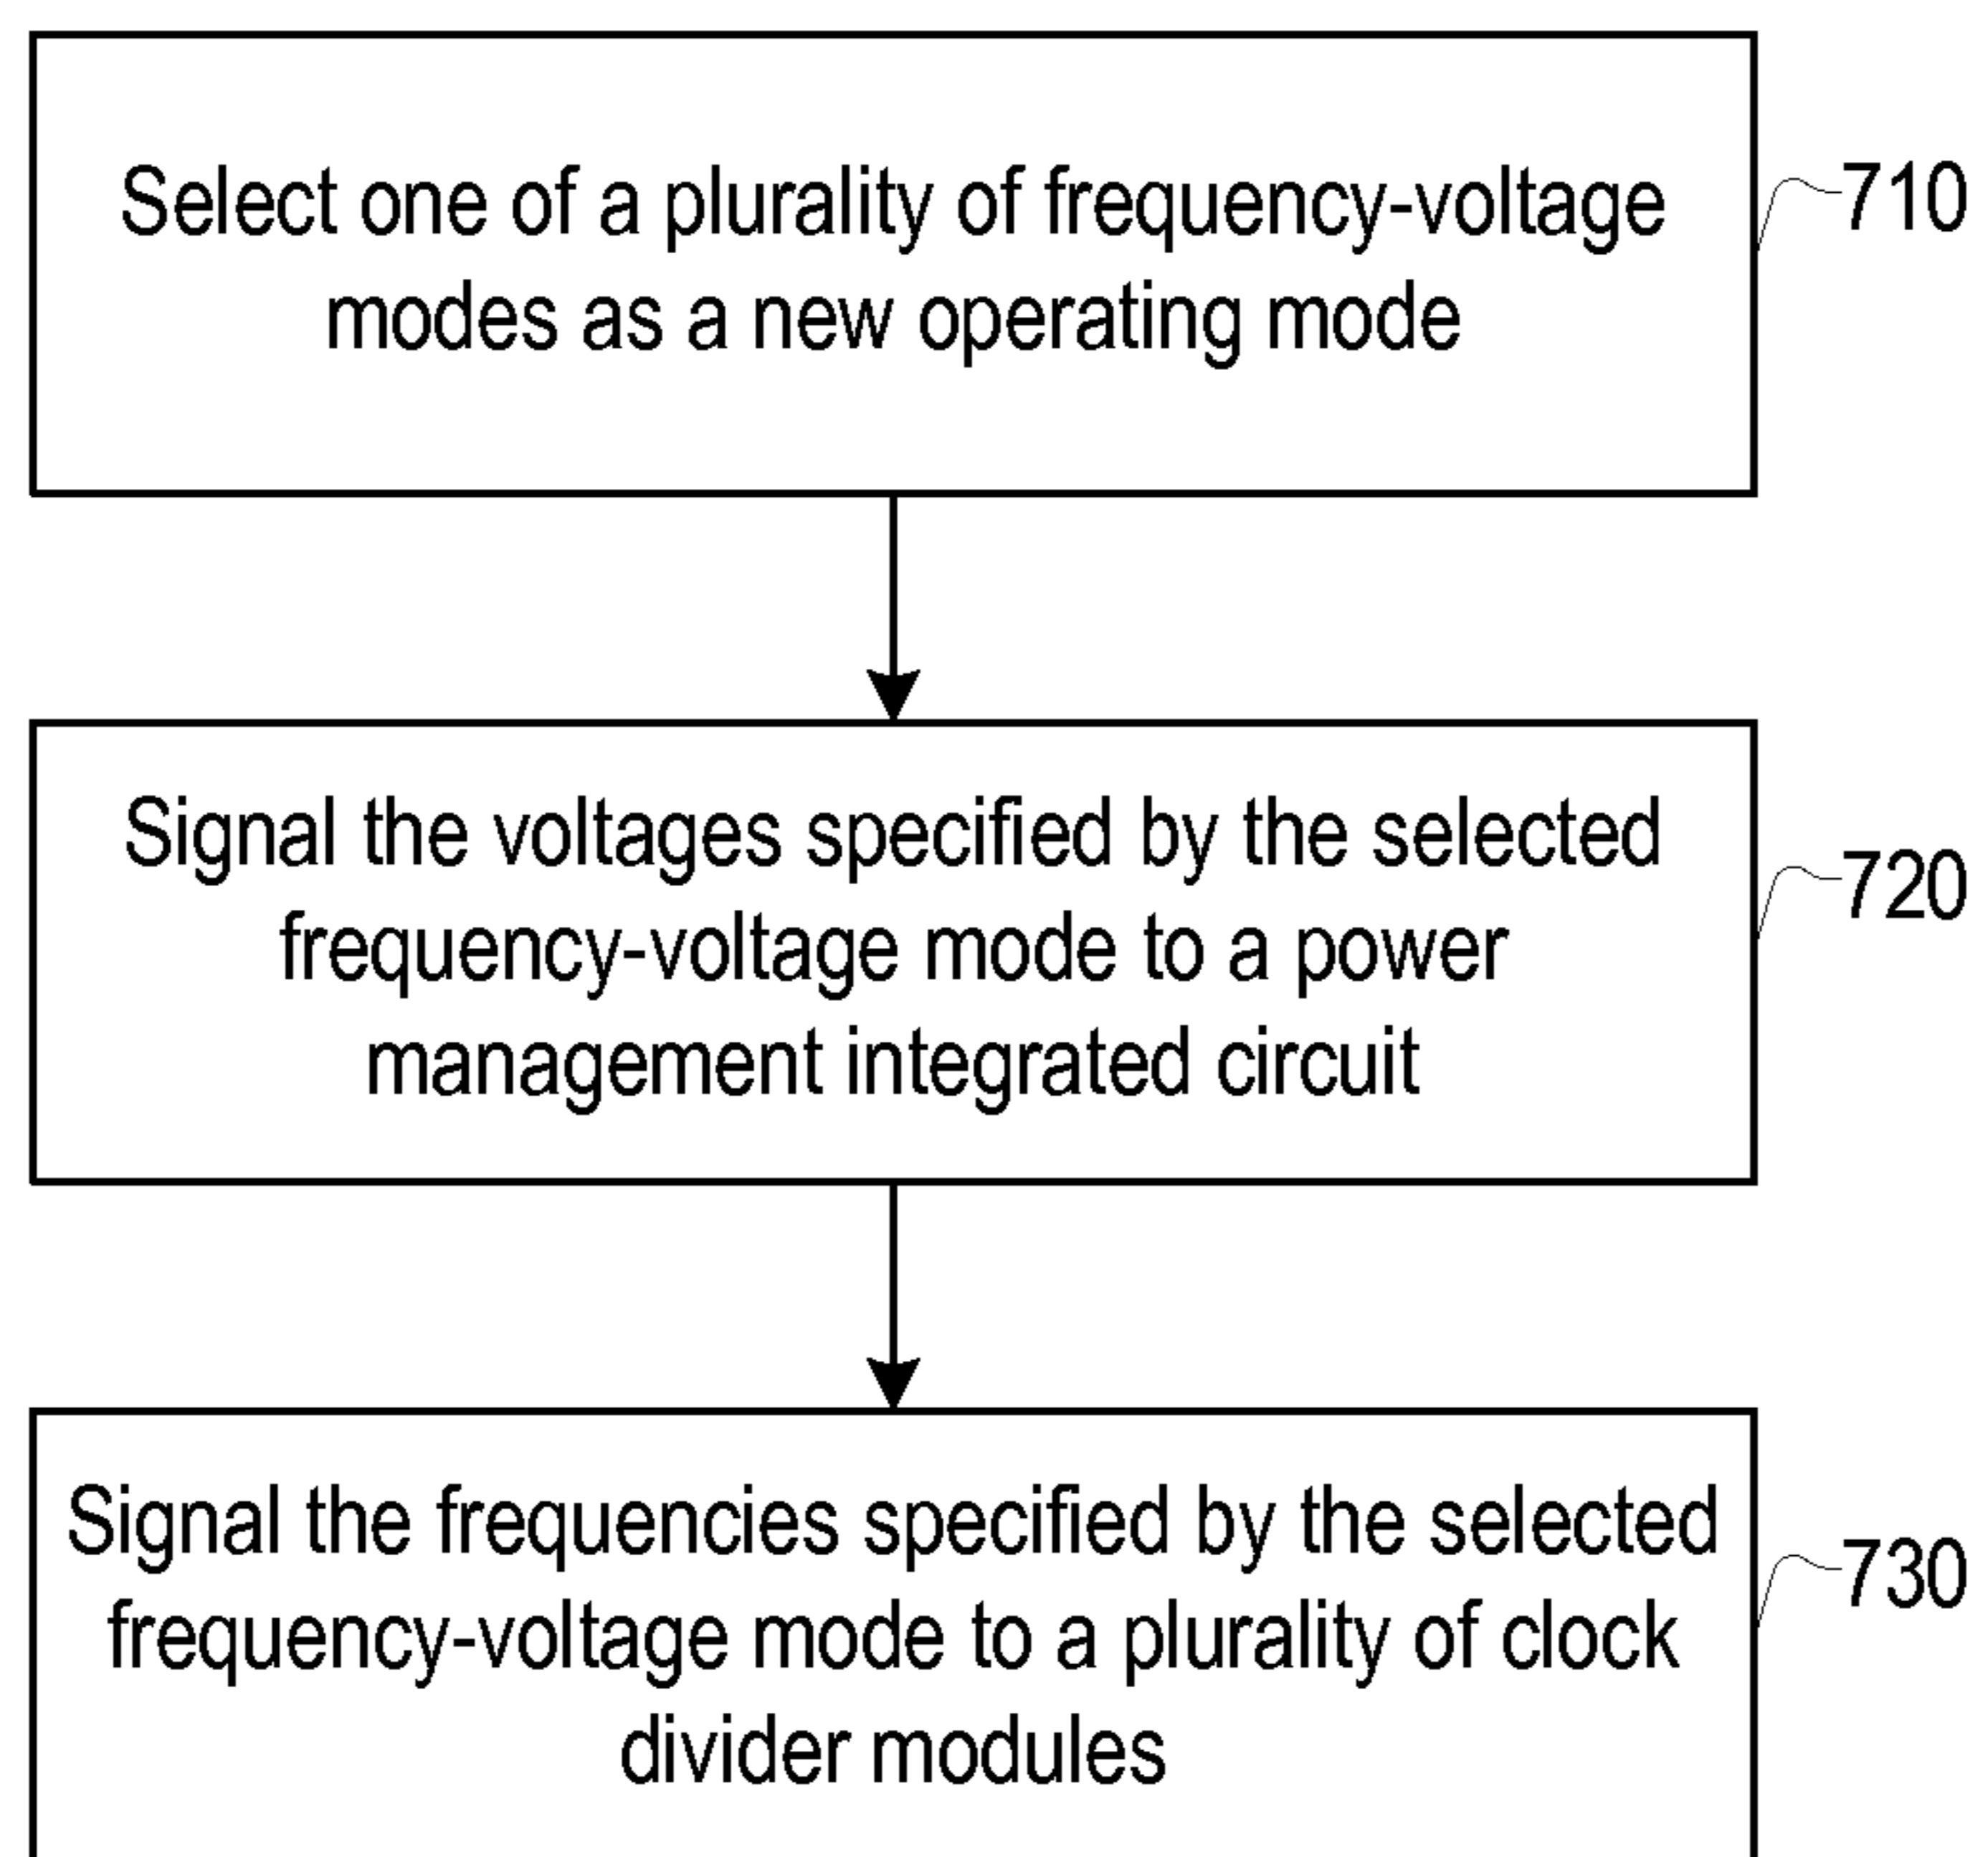 Select one of a plurality of frequency-voltage
modes as a new operating mode
710
Signal the voltages specified by the selected
frequency-voltage mode to a power
management integrated circuit
720
Signal the frequencies specified by the selected
frequency-voltage mode to a plurality of clock
divider modules
730